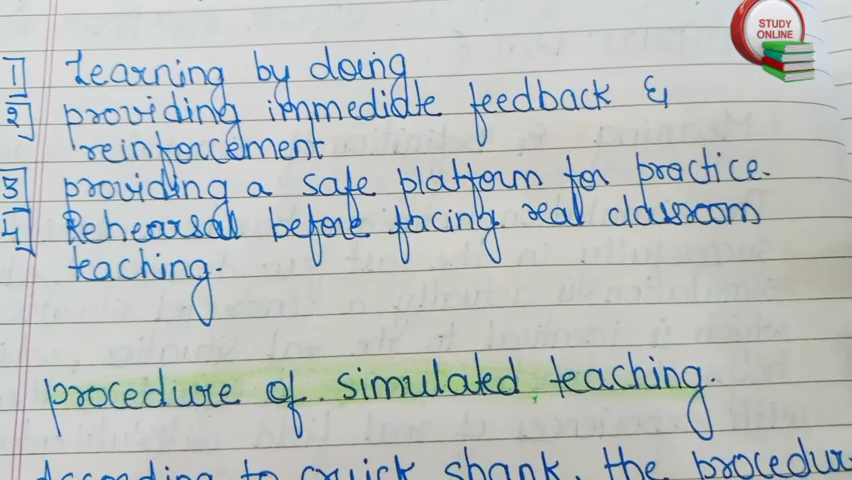 STUDY
ONLINE
1] Learning by doing
2] providing immediate feedback &
reinforcement
3] providing a safe platform for practice.
4] Rehearsal before facing real classroom
teaching.
procedure of simulated teaching.
According to cruick shank, the procedur